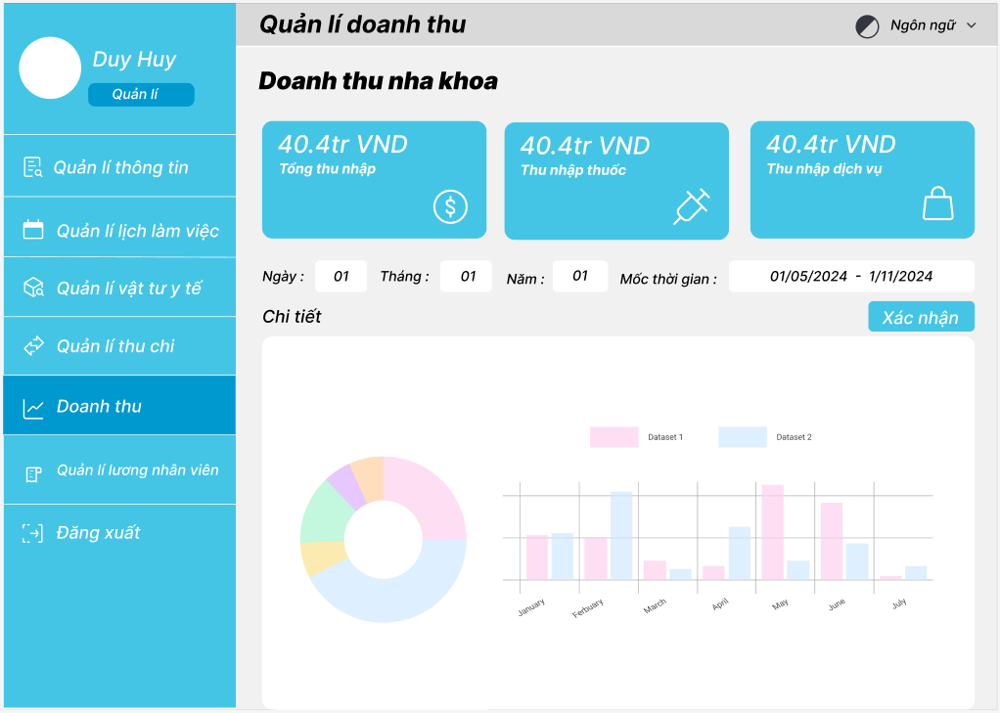 Duy Huy
Quản lí
Quản lí thông tin
Quản lí lịch làm việc
Quản lí vật tư y tế
Quản lí thu chi
Doanh thu
Quản lí lương nhân viên
Đăng xuất
Quản lí doanh thu
Ngôn ngữ
Doanh thu nha khoa
40.4tr VND
Tổng thu nhập
40.4tr VND
Thu nhập thuốc
40.4tr VND
Thu nhập dịch vụ
Ngày : 01 Tháng : 01 Năm : 01 Mốc thời gian : 01/05/2024 - 1/11/2024
Chi tiết
Xác nhận
Dataset 1 Dataset 2
January Ferbuary March April May June July